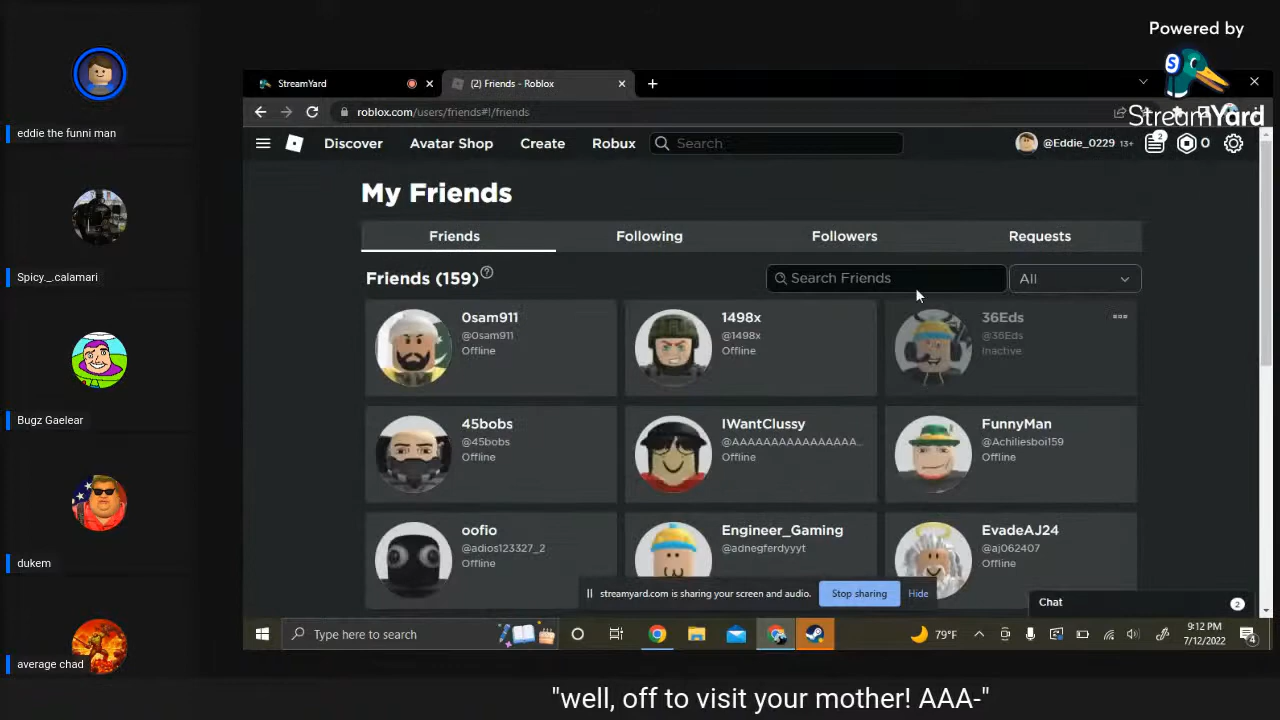 Powered by
StreamYard
eddie the funni man
Spicy._calamari
Bugz Gaelear
dukem
average chad
StreamYard
(2) Friends - Roblox
roblox.com/users/friends#!/friends
Discover
Avatar Shop
Create
Robux
Search
@Eddie_0229 13+
2
0
My Friends
Friends
Following
Followers
Requests
Friends (159)
Search Friends
All
0sam911
@0sam911
Offline
1498x
@1498x
Offline
36Eds
@36Eds
Inactive
45bobs
@45bobs
Offline
IWantClussy
@AAAAAAAAAAAAAAAA...
Offline
FunnyMan
@Achiliesboi159
Offline
oofio
@adios123327_2
Offline
Engineer_Gaming
@adnegferdyyyt
EvadeAJ24
@aj062407
Offline
streamyard.com is sharing your screen and audio.
Stop sharing
Hide
Chat
2
Type here to search
79°F
9:12 PM
7/12/2022
4
"well, off to visit your mother! AAA-"